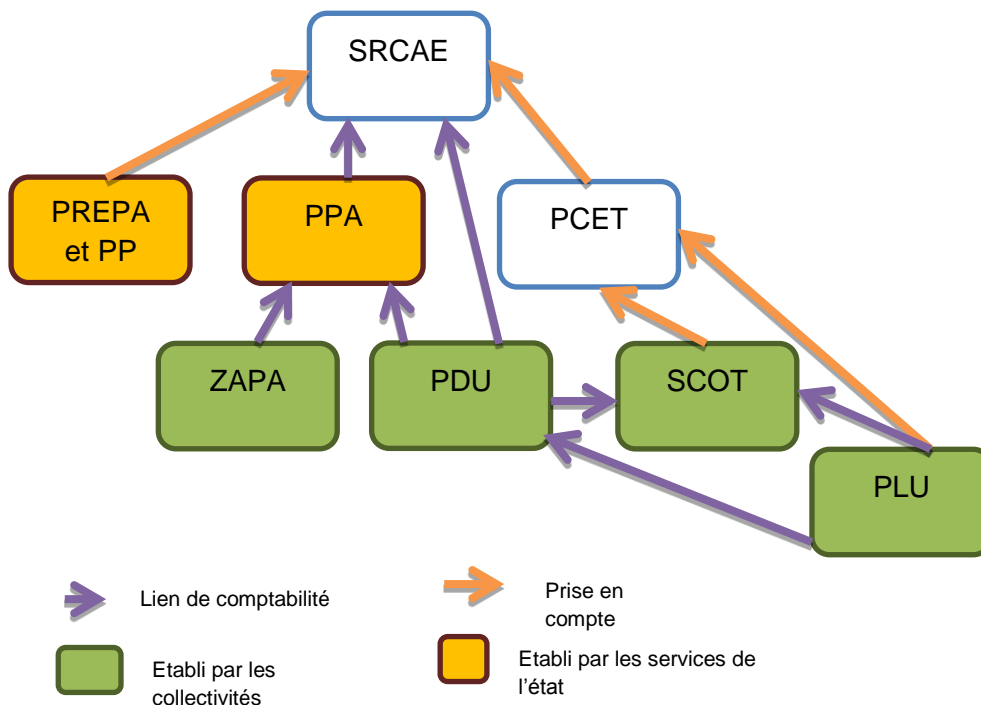 SRCAE
PREPA
et PP
PPA
PCET
ZAPA
PDU
SCOT
PLU
Lien de comptabilité
Prise en
compte
Etabli par les
collectivités
Etabli par les services de
l’état